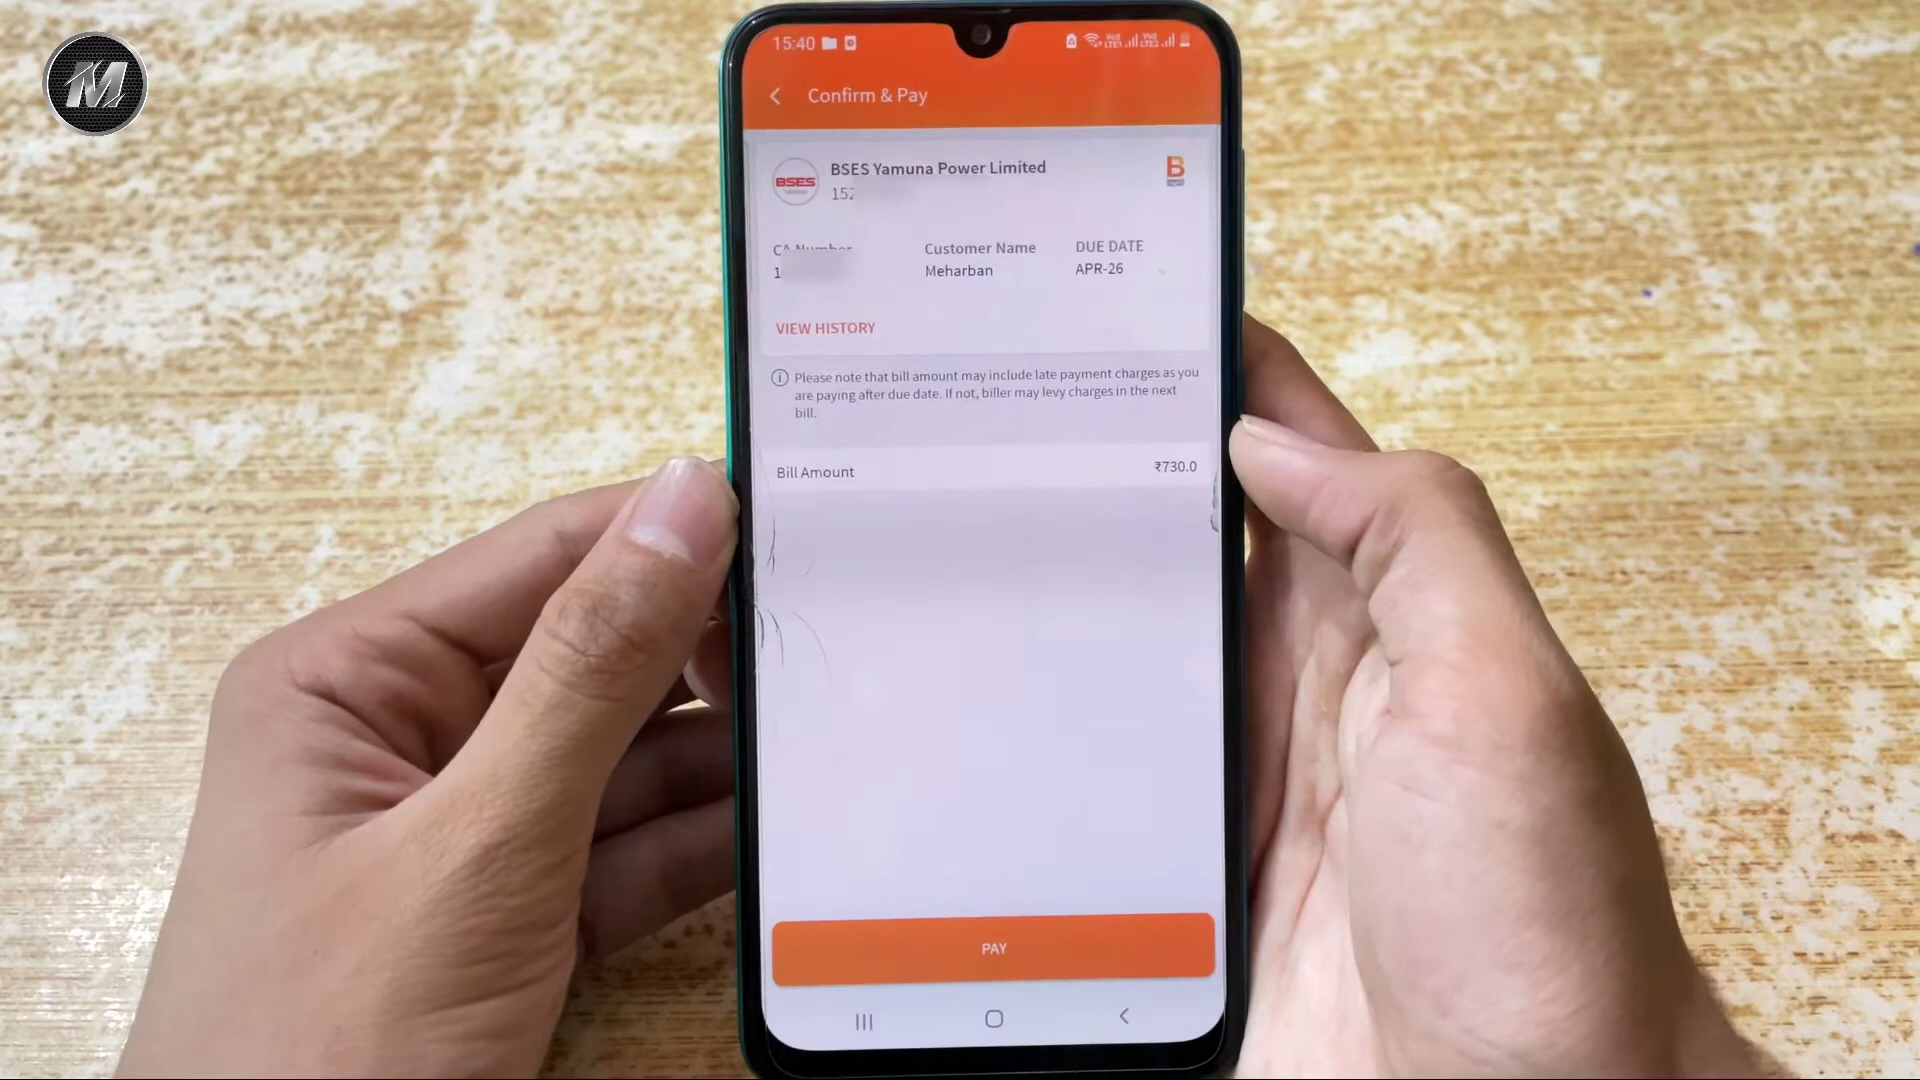 M
15:40
Confirm & Pay
BSES
BSES Yamuna Power Limited
B
152
CA Number
Customer Name
DUE DATE
1
Meharban
APR-26
VIEW HISTORY
Please note that bill amount may include late payment charges as you
are paying after due date. If not, biller may levy charges in the next
bill.
Bill Amount
₹730.0
PAY